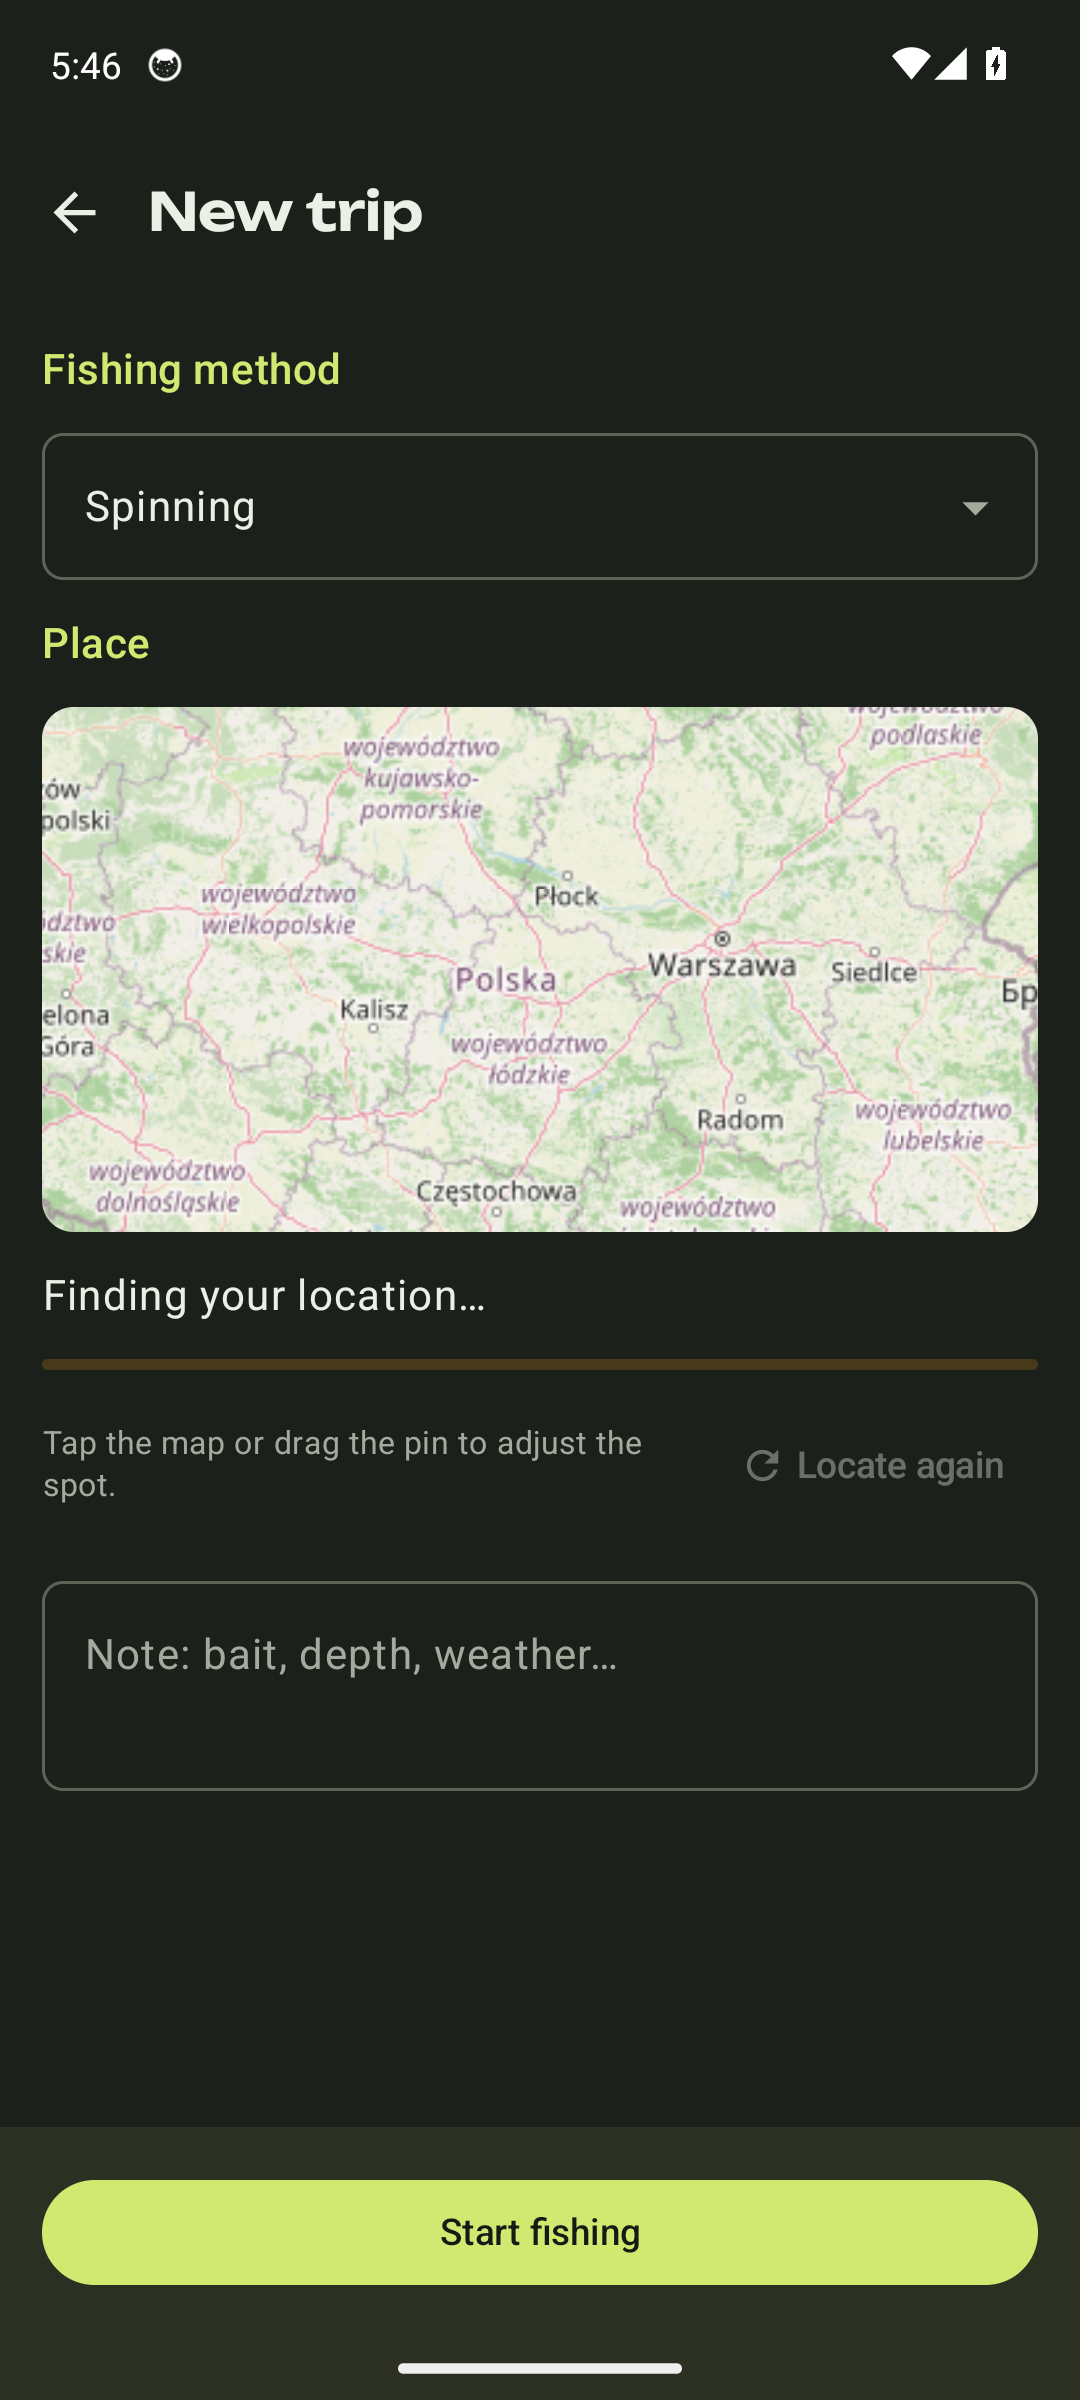 5:46
New trip
Fishing method
Spinning
Place
podlaskie
województwo
kujawsko-
pomorskie
ów
polski
Płock
województwo
wielkopolskie
dztwo
skie
Warszawa
Siedlce
Polska
Бр
Kalisz
elona
Góra
województwo
łódzkie
Radom
województwo
lubelskie
województwo
dolnośląskie
Częstochowa
województwo
Finding your location…
Tap the map or drag the pin to adjust the
spot.
Locate again
Note: bait, depth, weather…
Start fishing